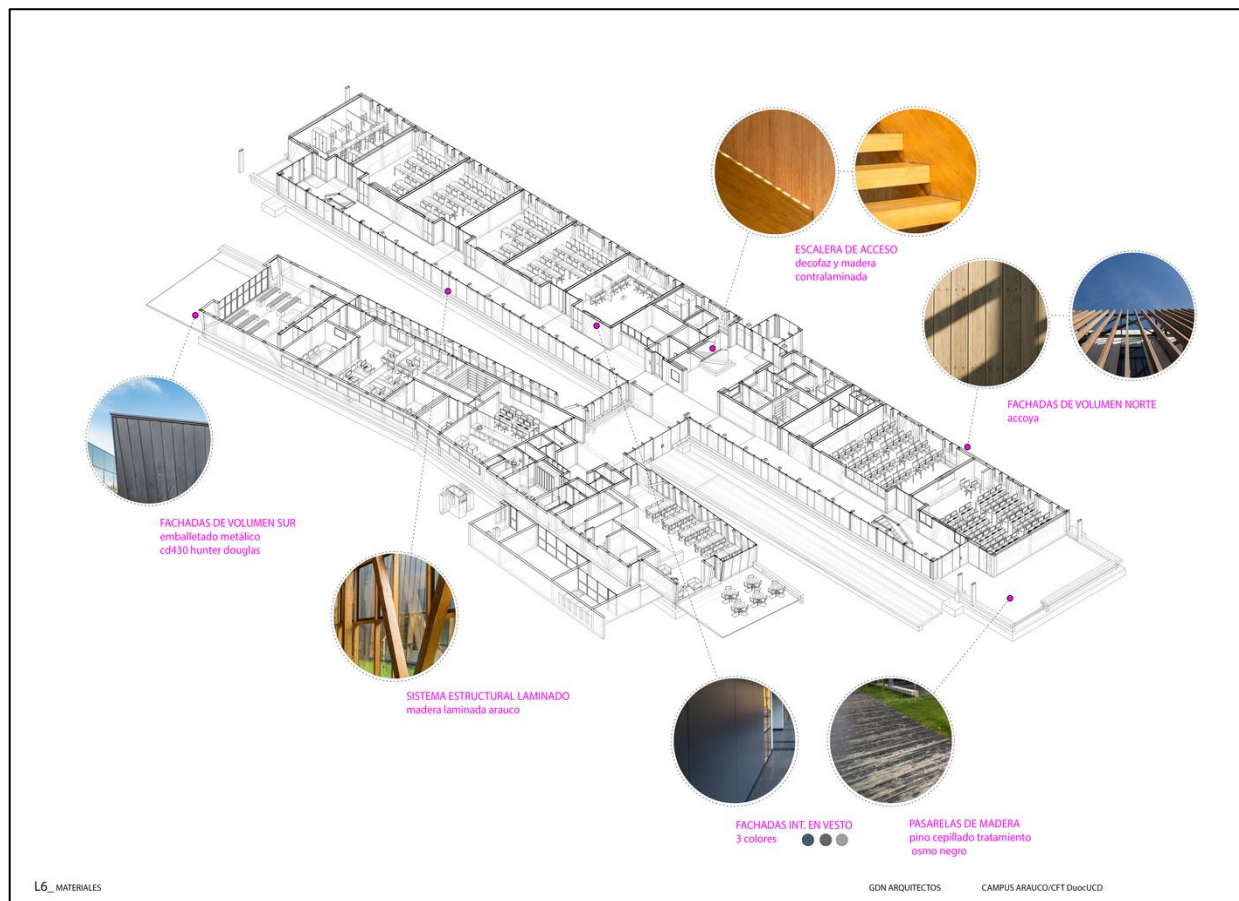 ESCALERA DE ACCESO
decofaz y madera
contralaminada
FACHADAS DE VOLUMEN NORTE
accoya
FACHADAS DE VOLUMEN SUR
emballetado metálico
cd430 hunter douglas
SISTEMA ESTRUCTURAL LAMINADO
madera laminada arauco
FACHADAS INT. EN VESTO
3 colores
PASARELAS DE MADERA
pino cepillado tratamiento
osmo negro
L6_ MATERIALES
GDN ARQUITECTOS
CAMPUS ARAUCO/CFT DuocUCD